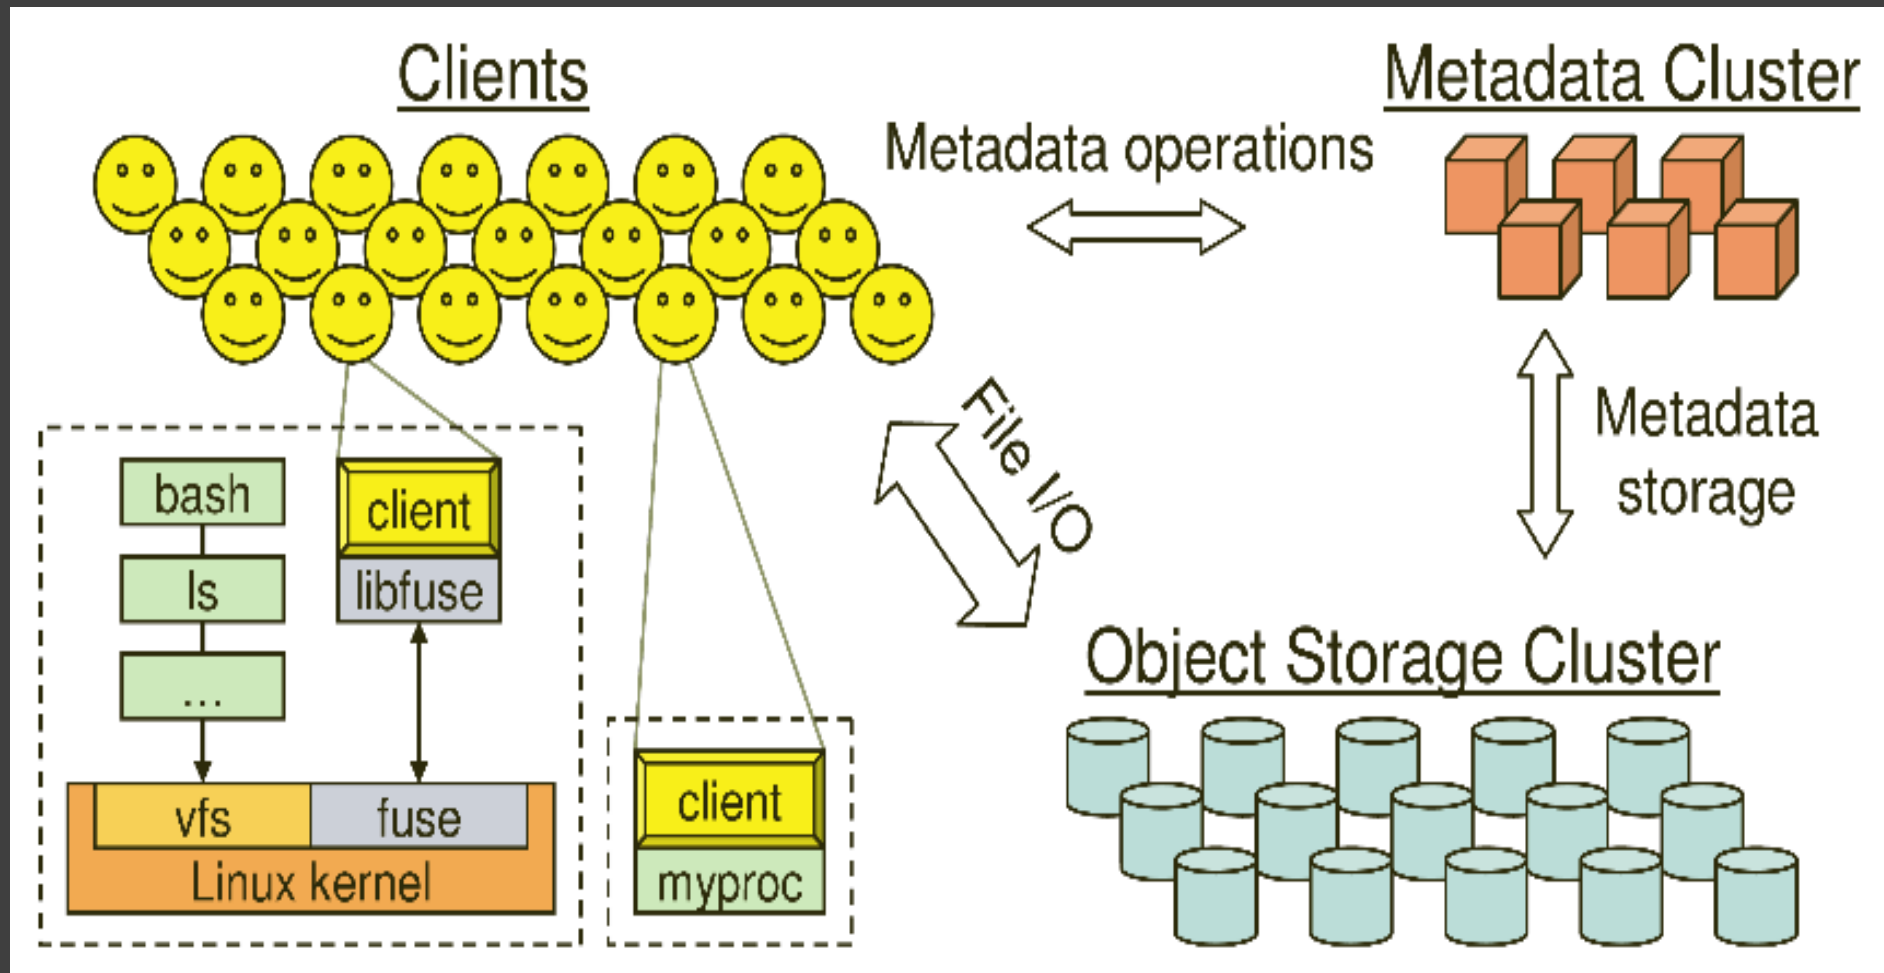 Clients
Metadata Cluster
Metadata operations
File I/O
Metadata
storage
bash
client
ls
libfuse
...
vfs
fuse
Linux kernel
client
myproc
Object Storage Cluster